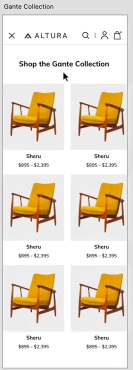 Gante Collection
ALTURA
Shop the Gante Collection
Sheru
$895 - $2,395
Sheru
$895 - $2,395
Sheru
$895 - $2,395
Sheru
$895 - $2,395
Sheru
$895 - $2,395
Sheru
$895 - $2,395